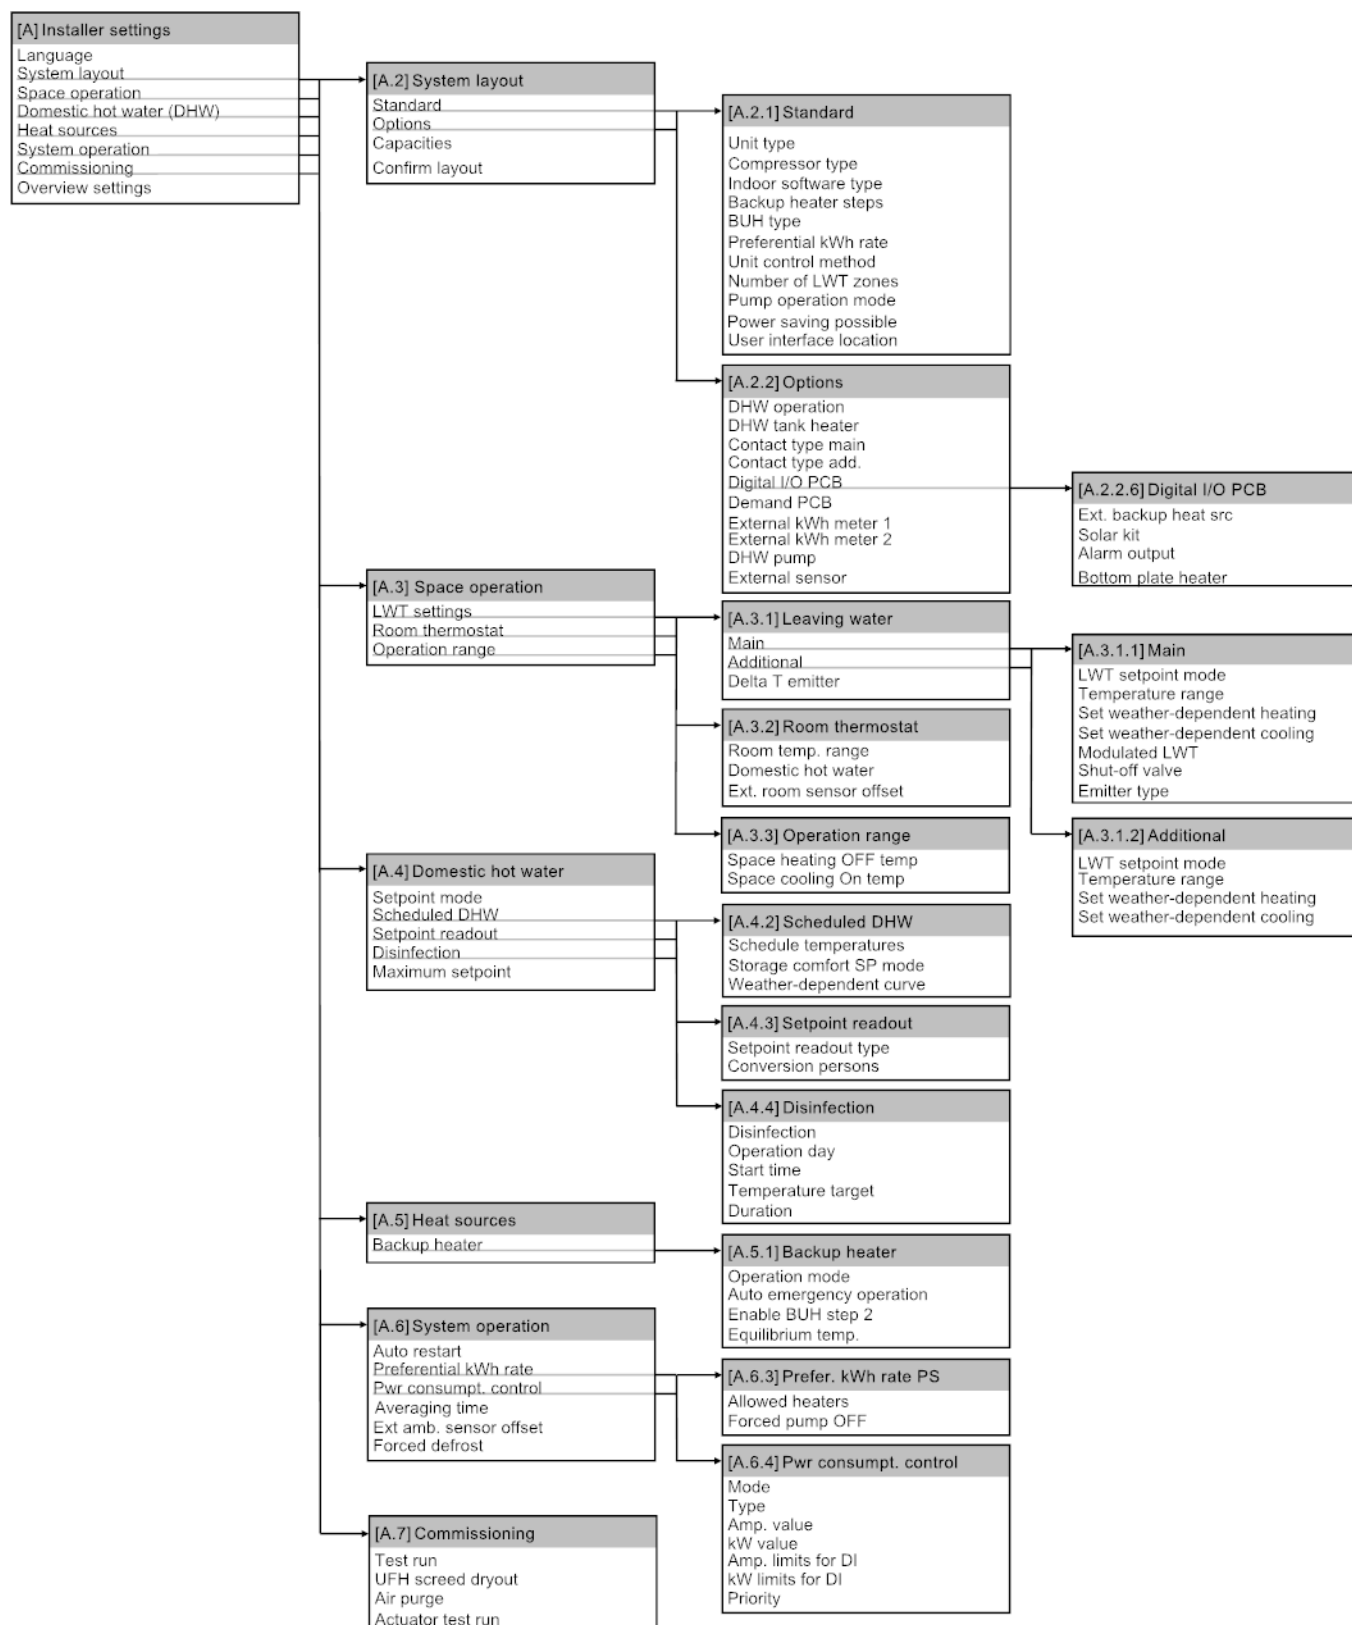 [A] Installer settings
Language
System layout
Space operation
Domestic hot water (DHW)
Heat sources
System operation
Commissioning
Overview settings
[A.2] System layout
Standard
Options
Capacities
Confirm layout
[A.2.1] Standard
Unit type
Compressor type
Indoor software type
Backup heater steps
BUH type
Preferential kWh rate
Unit control method
Number of LWT zones
Pump operation mode
Power saving possible
User interface location
[A.2.2] Options
DHW operation
DHW tank heater
Contact type main
Contact type add.
Digital I/O PCB
Demand PCB
External kWh meter 1
External kWh meter 2
DHW pump
External sensor
[A.2.2.6] Digital I/O PCB
Ext. backup heat src
Solar kit
Alarm output
Bottom plate heater
[A.3] Space operation
LWT settings
Room thermostat
Operation range
[A.3.1] Leaving water
Main
Additional
Delta T emitter
[A.3.1.1] Main
LWT setpoint mode
Temperature range
Set weather-dependent heating
Set weather-dependent cooling
Modulated LWT
Shut-off valve
Emitter type
[A.3.1.2] Additional
LWT setpoint mode
Temperature range
Set weather-dependent heating
Set weather-dependent cooling
[A.3.2] Room thermostat
Room temp. range
Domestic hot water
Ext. room sensor offset
[A.3.3] Operation range
Space heating OFF temp
Space cooling On temp
[A.4] Domestic hot water
Setpoint mode
Scheduled DHW
Setpoint readout
Disinfection
Maximum setpoint
[A.4.2] Scheduled DHW
Schedule temperatures
Storage comfort SP mode
Weather-dependent curve
[A.4.3] Setpoint readout
Setpoint readout type
Conversion persons
[A.4.4] Disinfection
Disinfection
Operation day
Start time
Temperature target
Duration
[A.5] Heat sources
Backup heater
[A.5.1] Backup heater
Operation mode
Auto emergency operation
Enable BUH step 2
Equilibrium temp.
[A.6] System operation
Auto restart
Preferential kWh rate
Pwr consumpt. control
Averaging time
Ext amb. sensor offset
Forced defrost
[A.6.3] Prefer. kWh rate PS
Allowed heaters
Forced pump OFF
[A.6.4] Pwr consumpt. control
Mode
Type
Amp. value
kW value
Amp. limits for DI
kW limits for DI
Priority
[A.7] Commissioning
Test run
UFH screed dryout
Air purge
Actuator test run